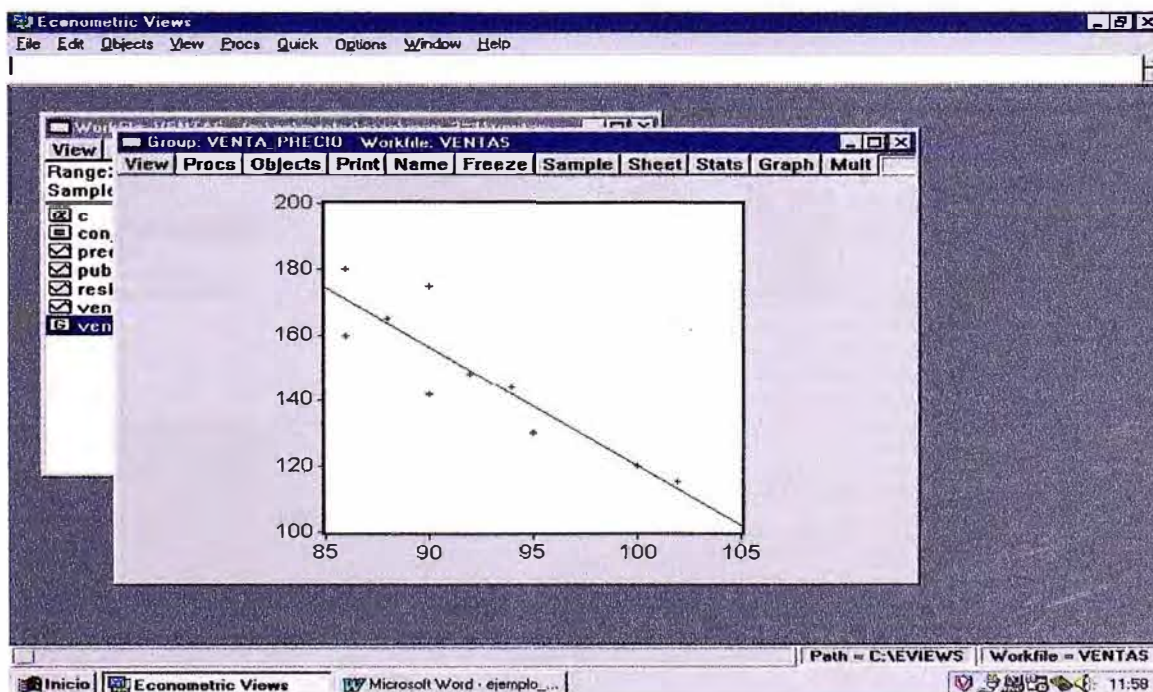 Econometric Views
File Edit Objects View Procs Quick Options Window Help
Group: VENTA_PRECIO Workfile: VENTAS
View Procs Objects Print Name Freeze Sample Sheet Stats Graph Mult
View
Range:
Sample
c
con_
prec
pub
resi
ven
ven
200
180
160
140
120
100
85 90 95 100 105
Path = C:\EVIEWS Workfile = VENTAS
Inicio Econometric Views Microsoft Word - ejemplo_... 11:58